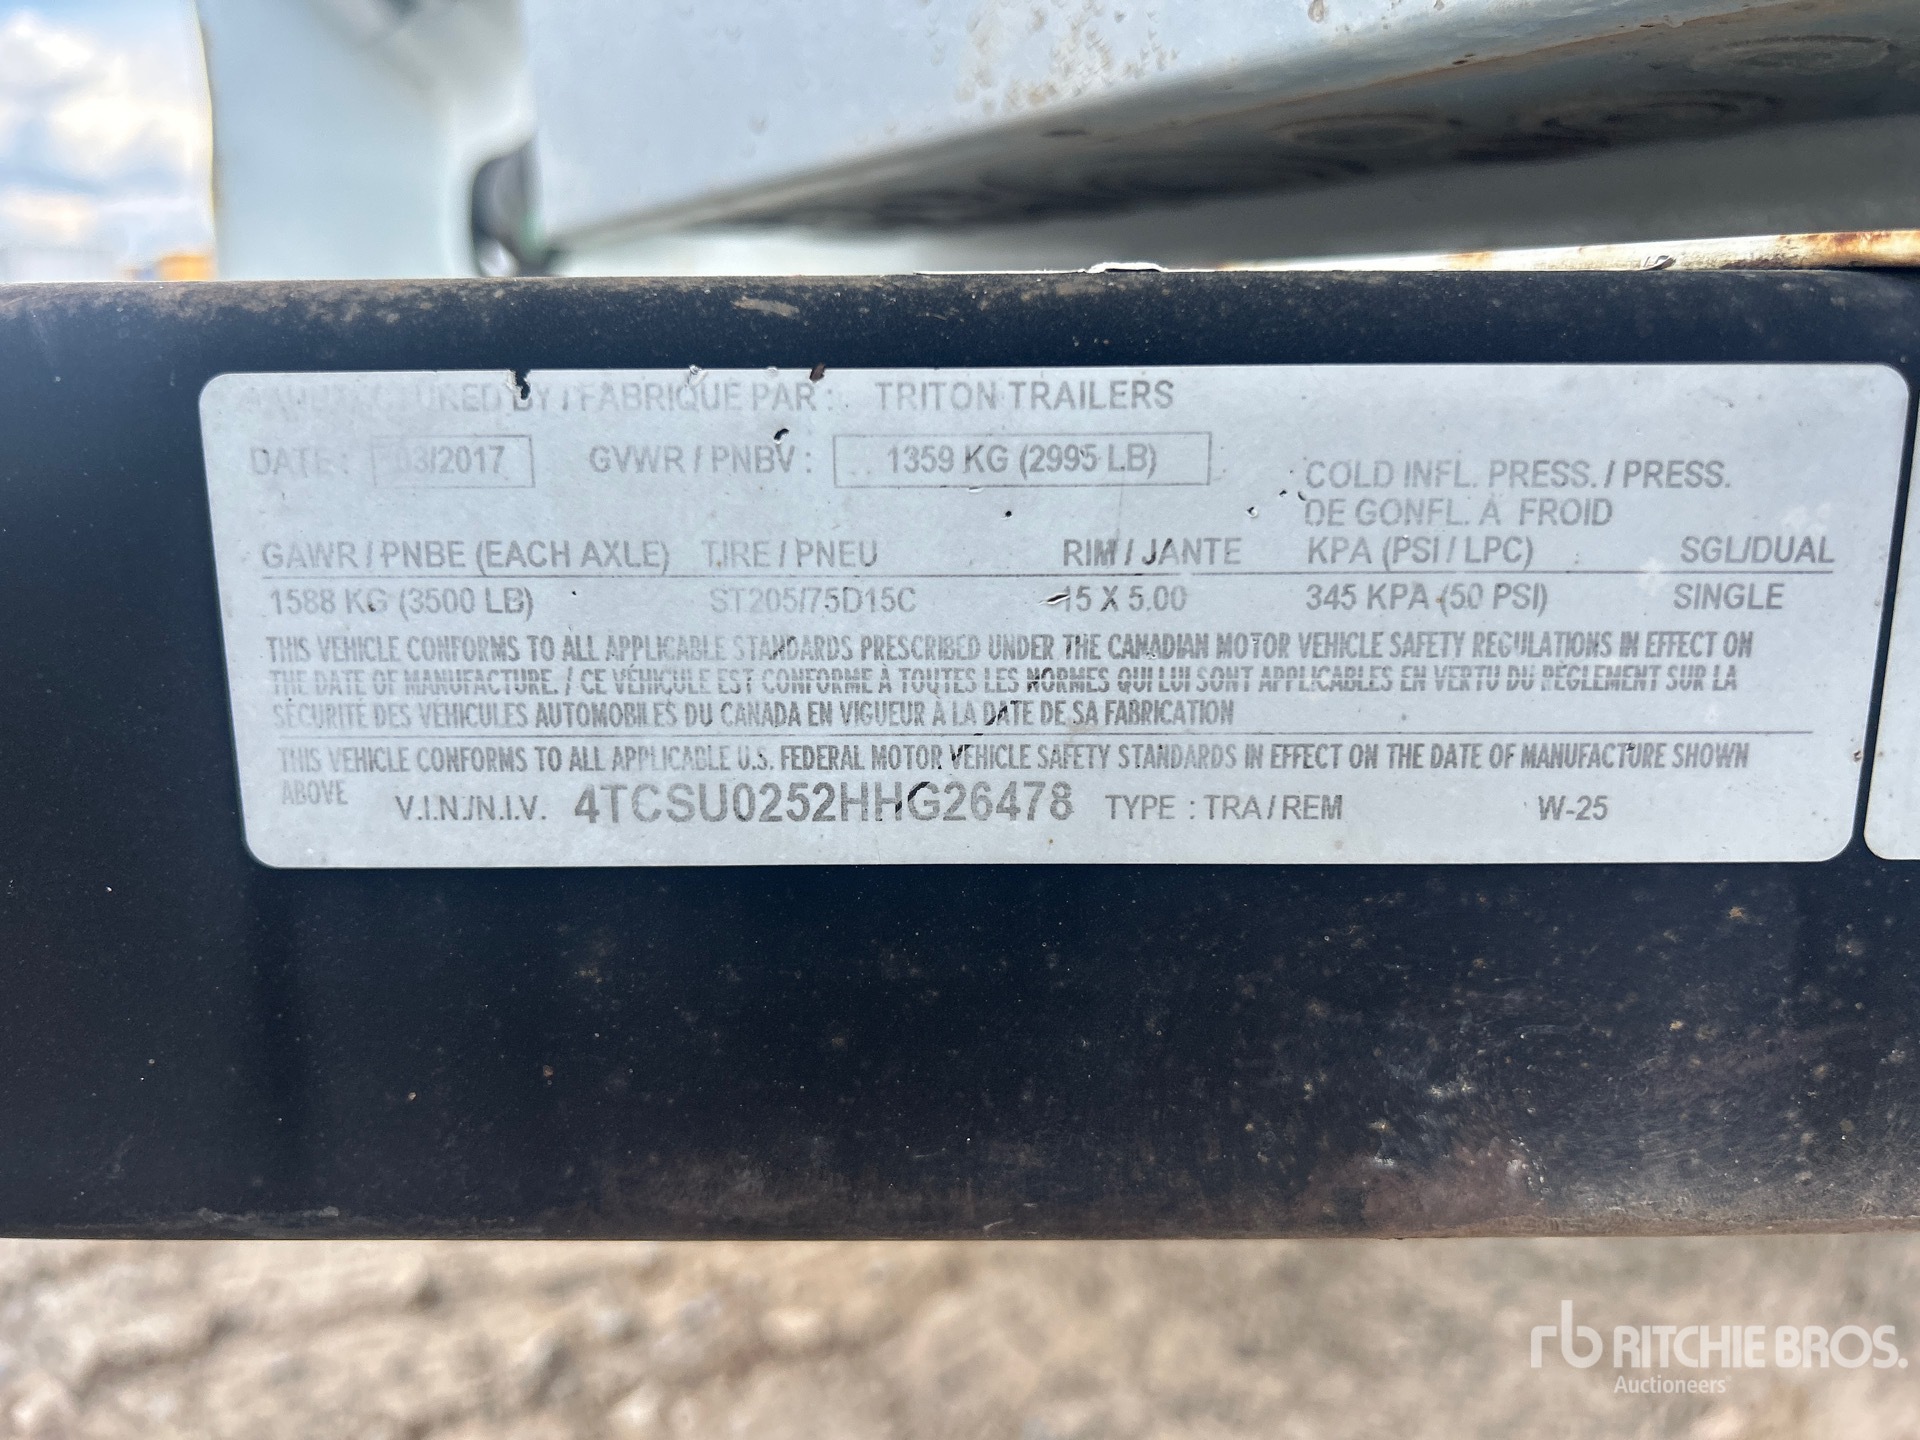 MANUFACTURED BY / FABRIQUE PAR : TRITON TRAILERS
DATE : 03/2017 GVWR / PNBV : 1359 KG (2995 LB)
COLD INFL. PRESS. / PRESS.
DE GONFL. À FROID
GAWR / PNBE (EACH AXLE) TIRE / PNEU RIM / JANTE KPA (PSI / LPC) SGL/DUAL
1588 KG (3500 LB) ST205/75D15C 15 X 5.00 345 KPA (50 PSI) SINGLE
THIS VEHICLE CONFORMS TO ALL APPLICABLE STANDARDS PRESCRIBED UNDER THE CANADIAN MOTOR VEHICLE SAFETY REGULATIONS IN EFFECT ON
THE DATE OF MANUFACTURE. / CE VÉHICULE EST CONFORME À TOUTES LES NORMES QUI LUI SONT APPLICABLES EN VERTU DU RÈGLEMENT SUR LA
SÉCURITÉ DES VÉHICULES AUTOMOBILES DU CANADA EN VIGUEUR À LA DATE DE SA FABRICATION
THIS VEHICLE CONFORMS TO ALL APPLICABLE U.S. FEDERAL MOTOR VEHICLE SAFETY STANDARDS IN EFFECT ON THE DATE OF MANUFACTURE SHOWN
ABOVE V.I.N./N.I.V. 4TCSU0252HHG26478 TYPE : TRA / REM W-25
rb RITCHIE BROS.
Auctioneers